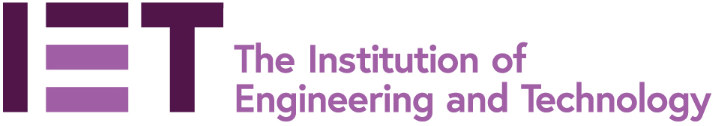 IET
The Institution of
Engineering and Technology